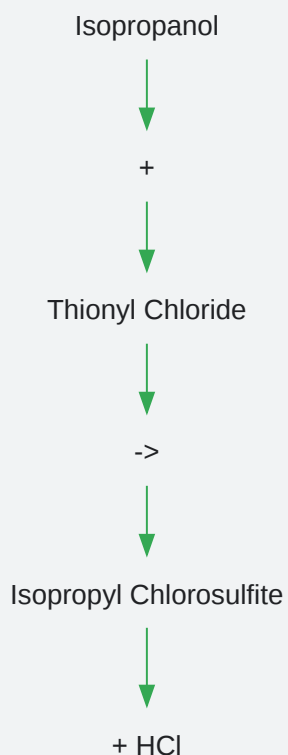 Isopropanol
+
Thionyl Chloride
->
Isopropyl Chlorosulfite
+ HCl